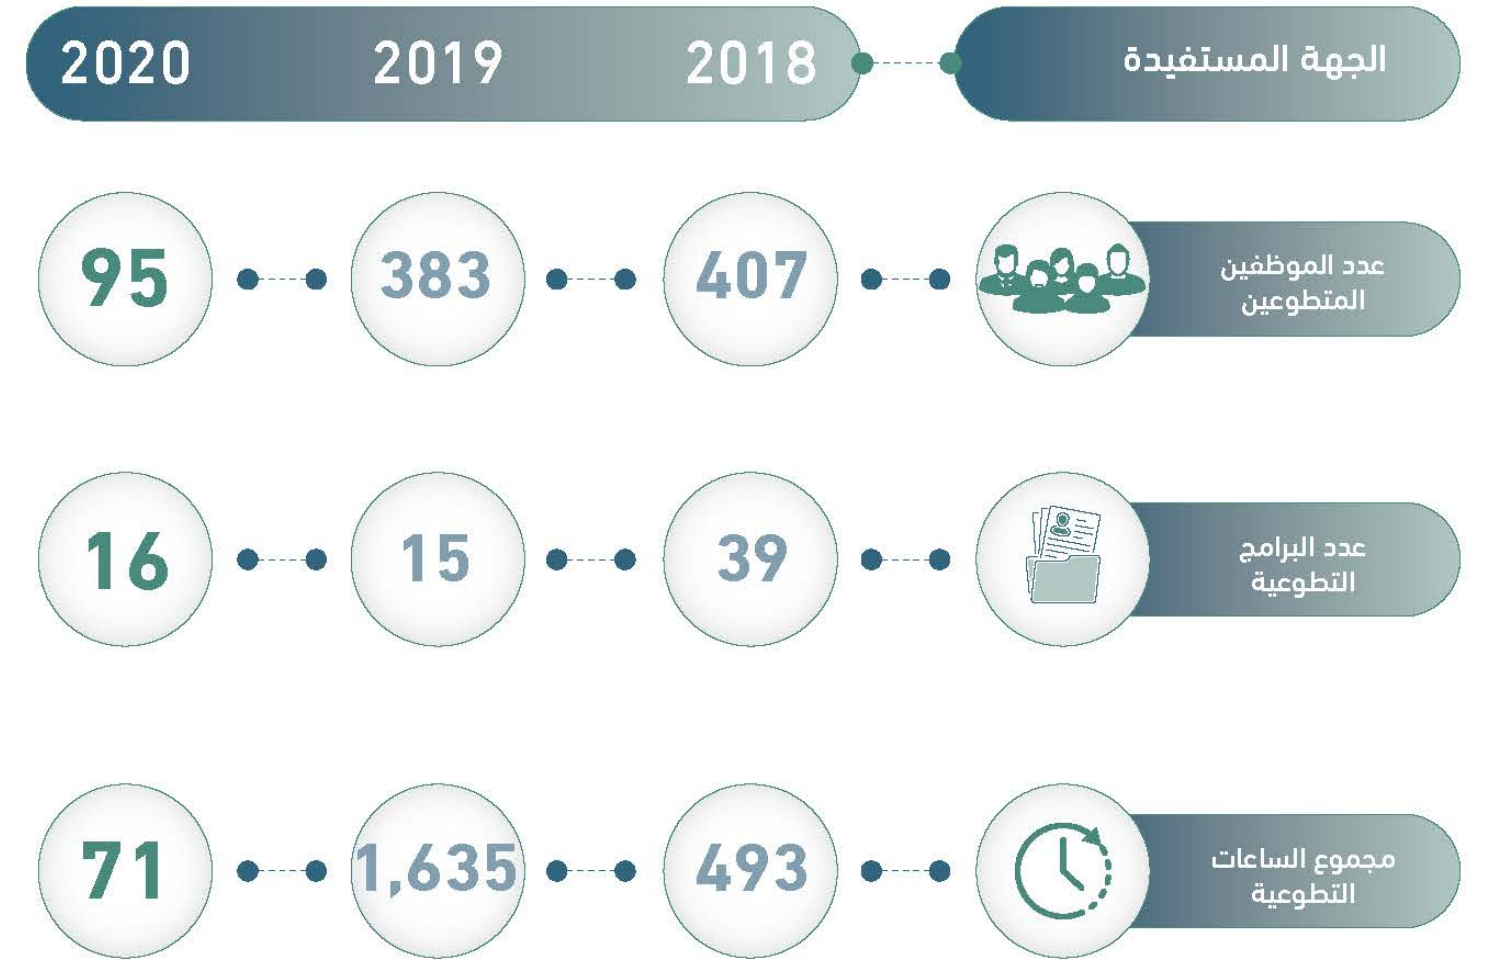 الجهة المستفيدة
2018 2019 2020
عدد الموظفين
المتطوعين
407 383 95
عدد البرامج
التطوعية
39 15 16
مجموع الساعات
التطوعية
493 1,635 71